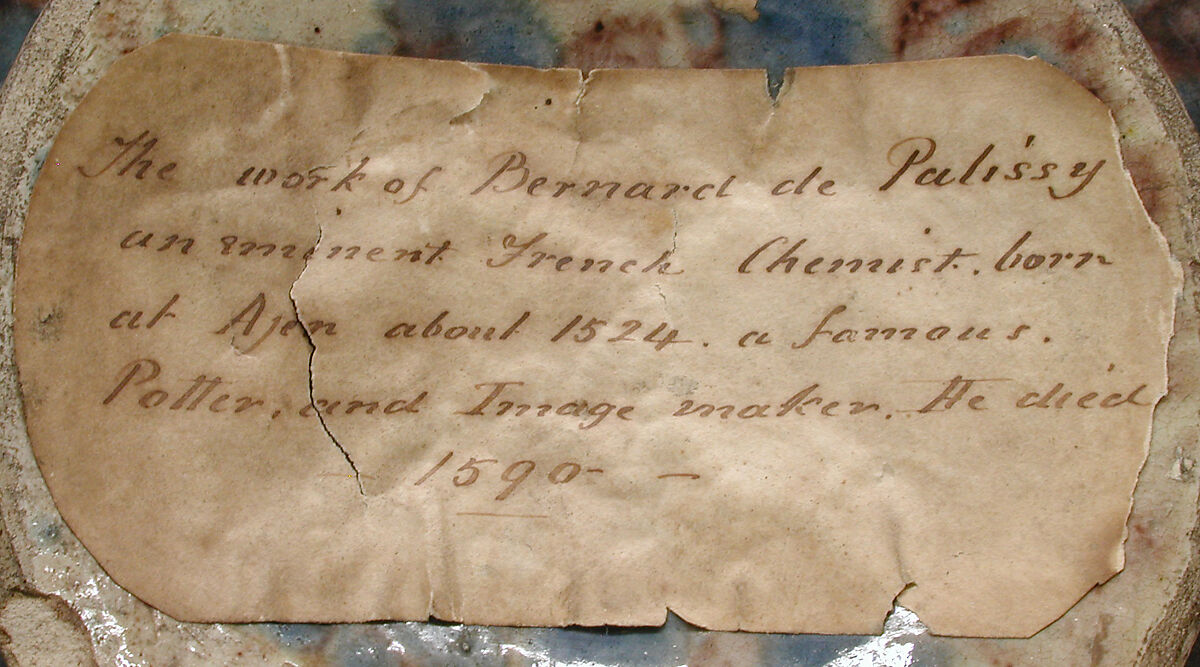 The work of Bernard de Palissy
an eminent French Chemist. born
at Ajen about 1524. a famous.
Potter, and Image maker. He died
— 1590 —